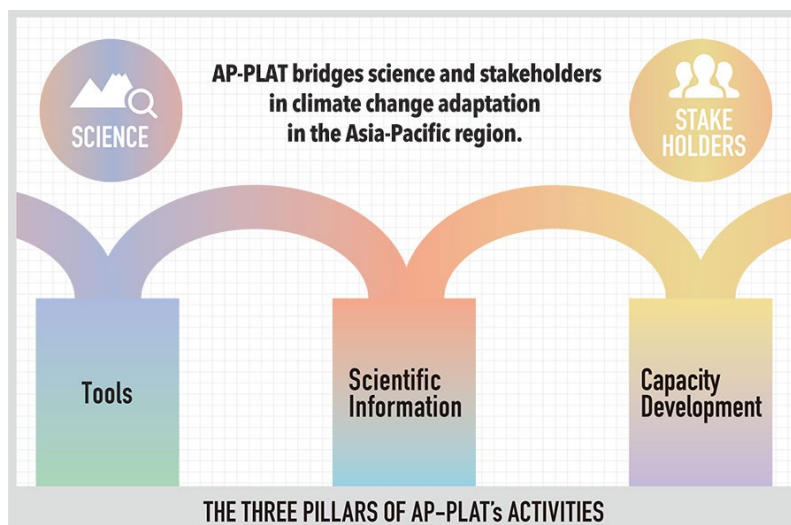 SCIENCE
AP-PLAT bridges science and stakeholders
in climate change adaptation
in the Asia-Pacific region.
STAKE
HOLDERS
Tools
Scientific
Information
Capacity
Development
THE THREE PILLARS OF AP-PLAT's ACTIVITIES